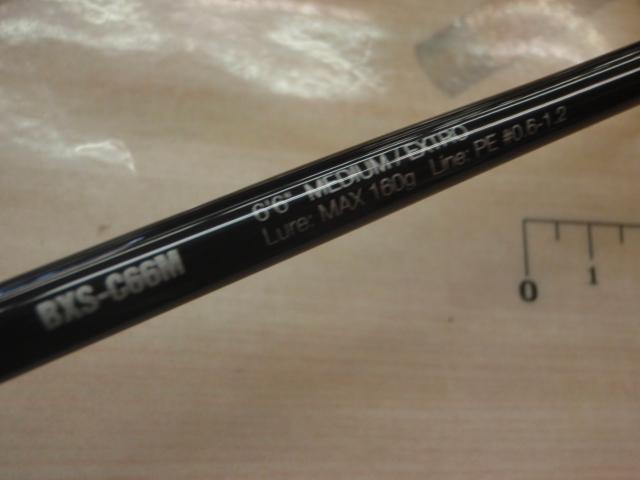 BXS-C66M
6'6" MEDIUM / EXTRO
Lure: MAX 160g Line: PE #0.6-1.2
0 1